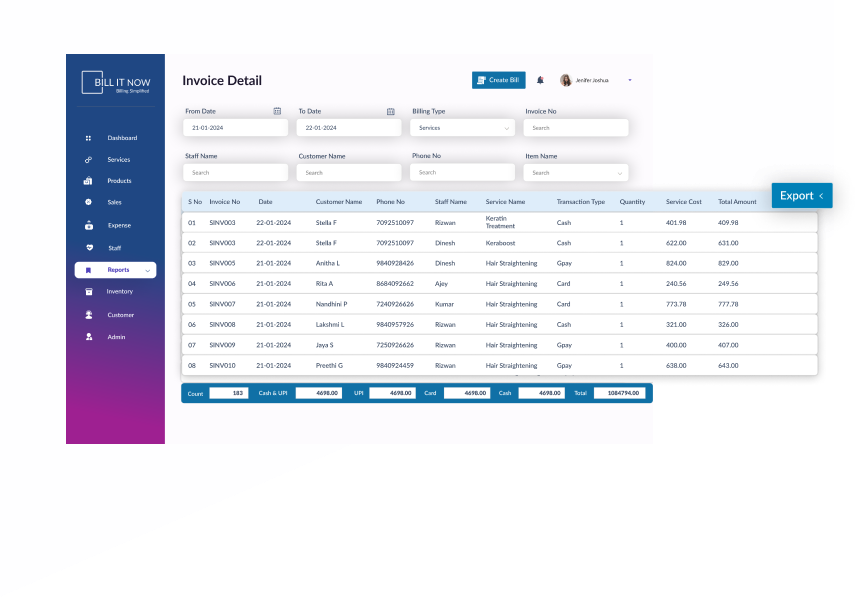 BILL IT NOW
Billing Simplified
Dashboard
Services
Products
Sales
Expense
Staff
Reports
Inventory
Customer
Admin
Invoice Detail
Create Bill
Jenifer Joshua
From Date
To Date
Billing Type
Invoice No
21-01-2024
22-01-2024
Services
Search
Staff Name
Customer Name
Phone No
Item Name
Search
Search
Search
Search
Export <
S No Invoice No Date Customer Name Phone No Staff Name Service Name Transaction Type Quantity Service Cost Total Amount
01 SINV003 22-01-2024 Stella F 7092510097 Rizwan Keratin Treatment Cash 1 401.98 409.98
02 SINV003 22-01-2024 Stella F 7092510097 Dinesh Keraboost Cash 1 622.00 631.00
03 SINV005 21-01-2024 Anitha L 9840928426 Dinesh Hair Straightening Gpay 1 824.00 829.00
04 SINV006 21-01-2024 Rita A 8684092662 Ajey Hair Straightening Card 1 240.56 249.56
05 SINV007 21-01-2024 Nandhini P 7240926626 Kumar Hair Straightening Card 1 773.78 777.78
06 SINV008 21-01-2024 Lakshmi L 9840957926 Rizwan Hair Straightening Cash 1 321.00 326.00
07 SINV009 21-01-2024 Jaya S 7250926626 Rizwan Hair Straightening Gpay 1 400.00 407.00
08 SINV010 21-01-2024 Preethi G 9840924459 Rizwan Hair Straightening Gpay 1 638.00 643.00
Count 183 Cash & UPI 4698.00 UPI 4698.00 Card 4698.00 Cash 4698.00 Total 1084794.00